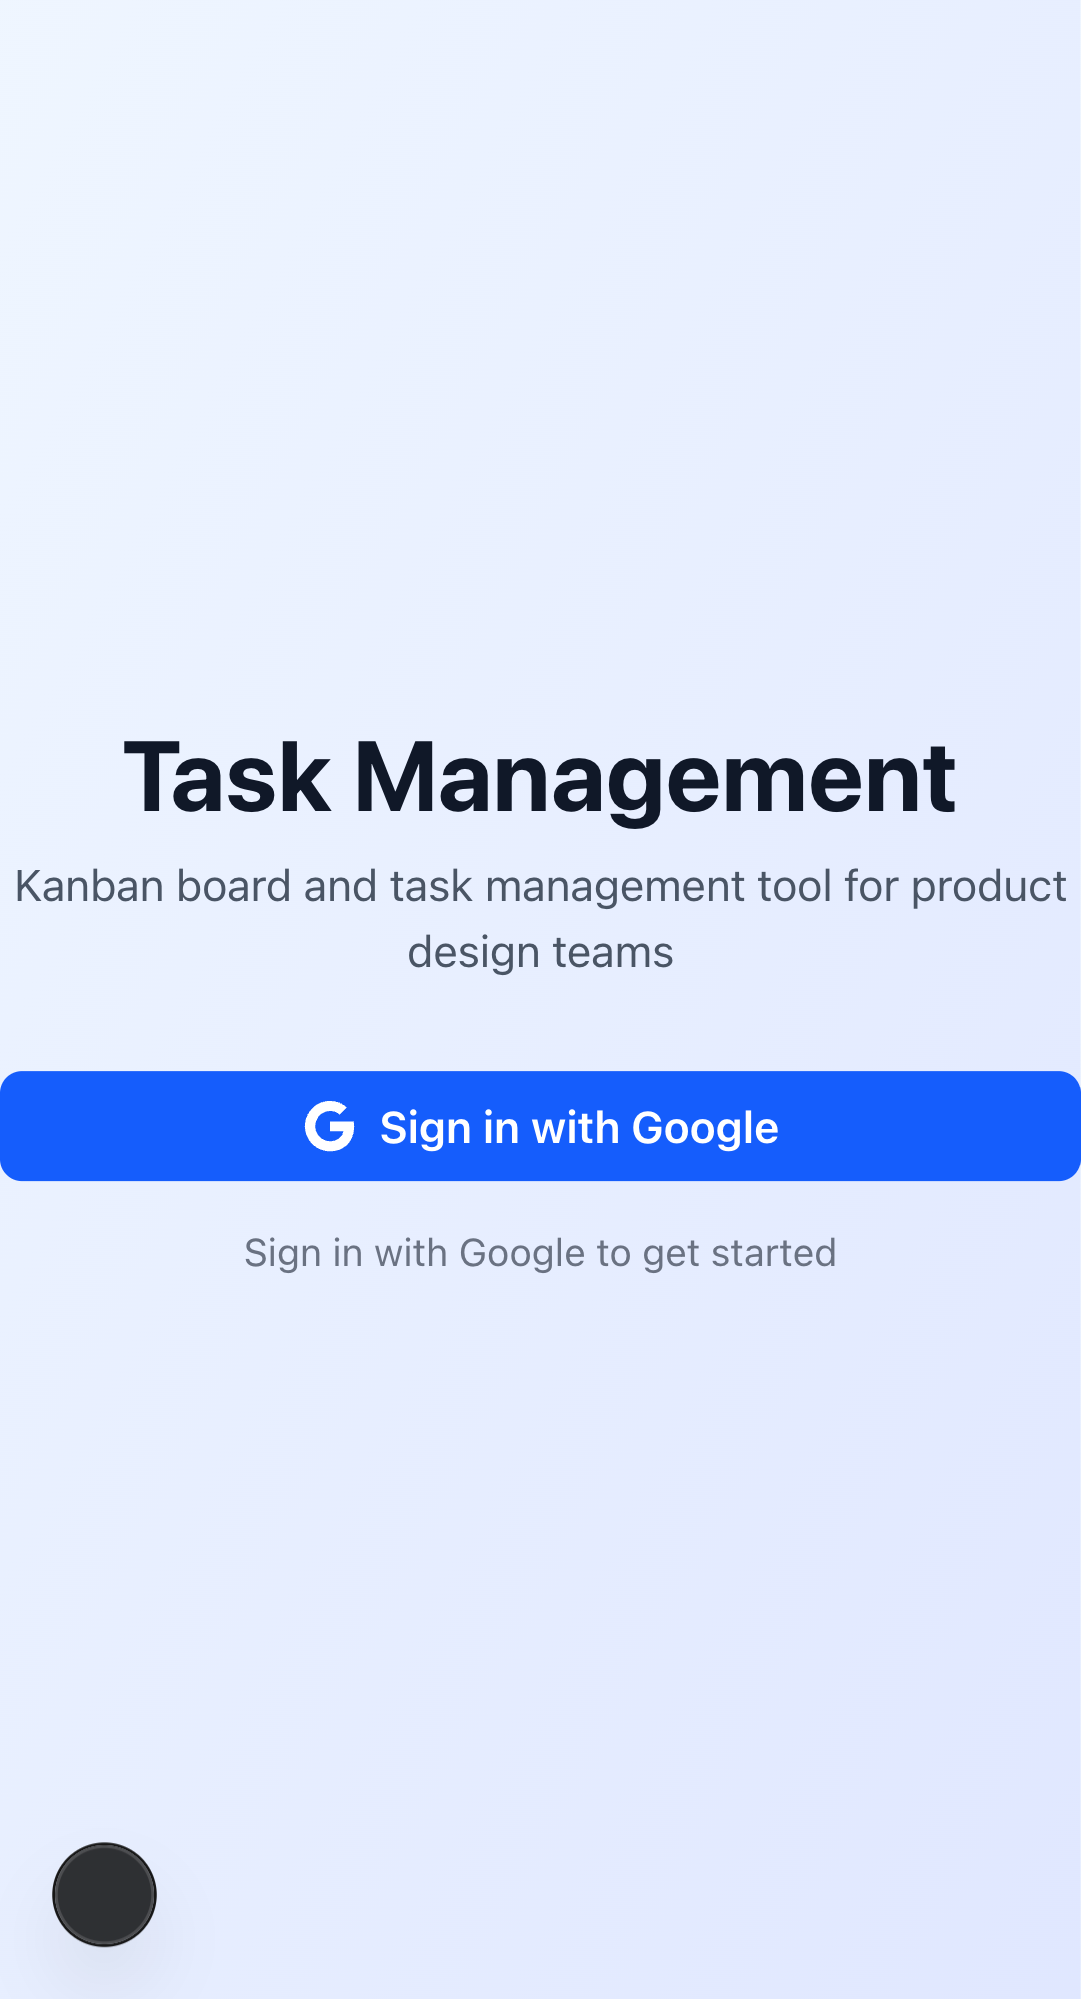 Task Management
Kanban board and task management tool for product
design teams
Sign in with Google
Sign in with Google to get started